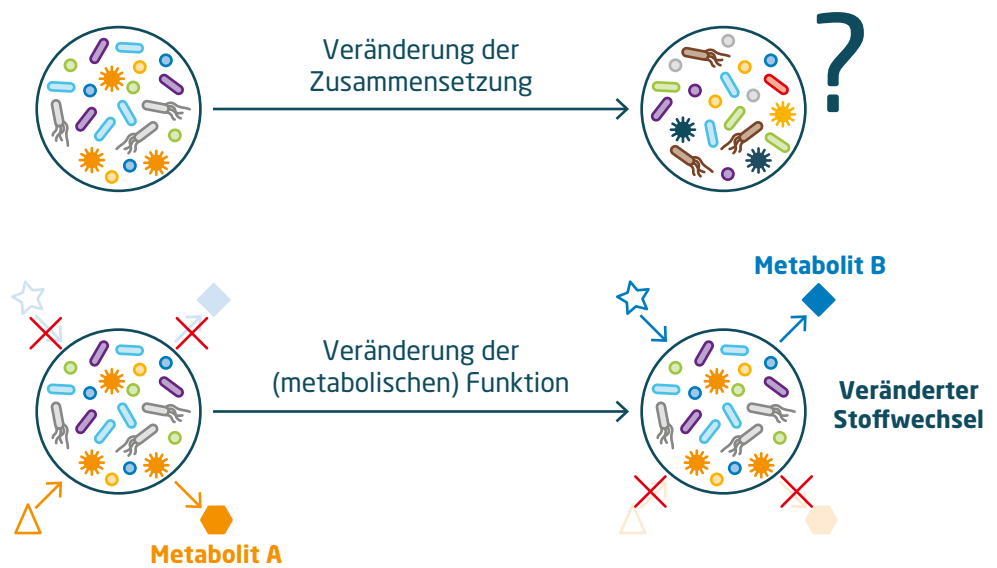 Veränderung der
Zusammensetzung
?
Metabolit B
Veränderung der
(metabolischen) Funktion
Veränderter
Stoffwechsel
Metabolit A